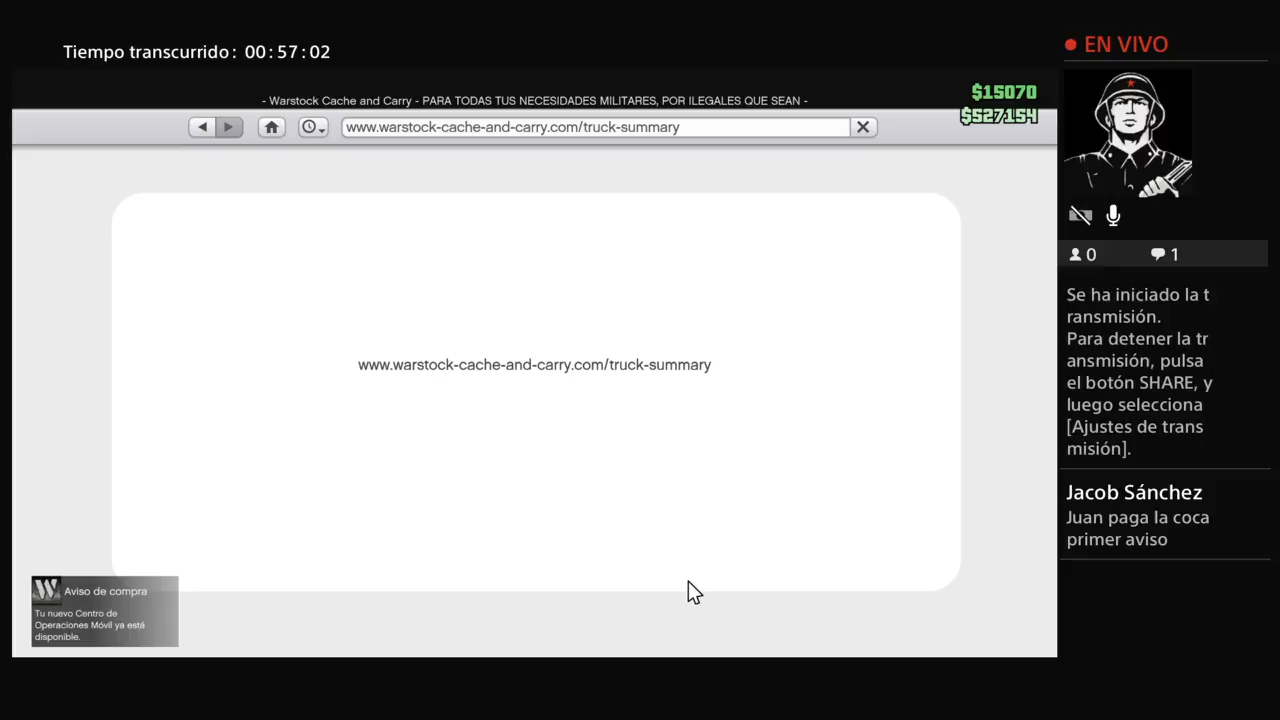 Tiempo transcurrido: 00:57:02
EN VIVO
- Warstock Cache and Carry - PARA TODAS TUS NECESIDADES MILITARES, POR ILEGALES QUE SEAN -
$15070
$527154
www.warstock-cache-and-carry.com/truck-summary
www.warstock-cache-and-carry.com/truck-summary
W Aviso de compra
Tu nuevo Centro de
Operaciones Móvil ya está
disponible.
0 1
Se ha iniciado la t
ransmisión.
Para detener la tr
ansmisión, pulsa
el botón SHARE, y
luego selecciona
[Ajustes de trans
misión].
Jacob Sánchez
Juan paga la coca
primer aviso